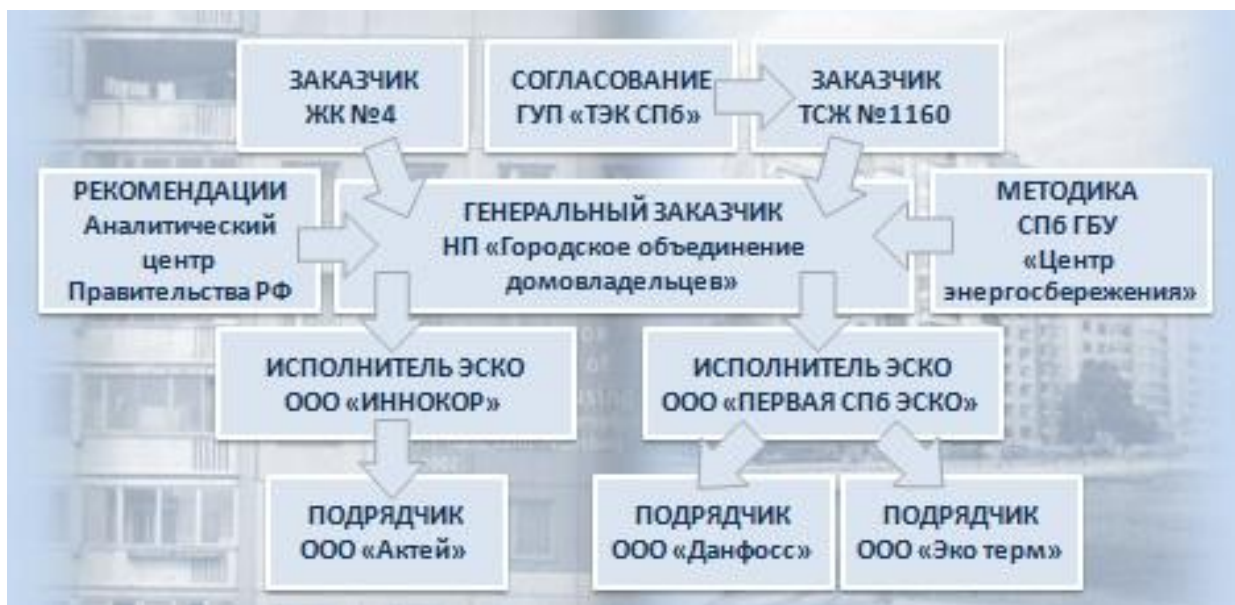 ЗАКАЗЧИК
ЖК №4
СОГЛАСОВАНИЕ
ГУП «ТЭК СПб»
ЗАКАЗЧИК
ТСЖ №1160
РЕКОМЕНДАЦИИ
Аналитический
центр
Правительства РФ
ГЕНЕРАЛЬНЫЙ ЗАКАЗЧИК
НП «Городское объединение
домовладельцев»
МЕТОДИКА
СПб ГБУ
«Центр
энергосбережения»
ИСПОЛНИТЕЛЬ ЭСКО
ООО «ИННОКОР»
ИСПОЛНИТЕЛЬ ЭСКО
ООО «ПЕРВАЯ СПб ЭСКО»
ПОДРЯДЧИК
ООО «Актей»
ПОДРЯДЧИК
ООО «Данфосс»
ПОДРЯДЧИК
ООО «Эко терм»